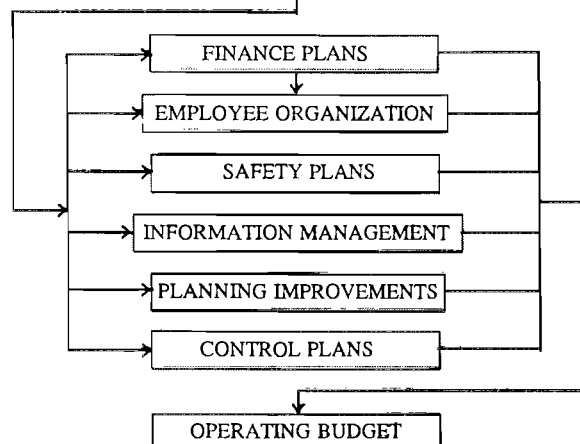 FINANCE PLANS
EMPLOYEE ORGANIZATION
SAFETY PLANS
INFORMATION MANAGEMENT
PLANNING IMPROVEMENTS
CONTROL PLANS
OPERATING BUDGET